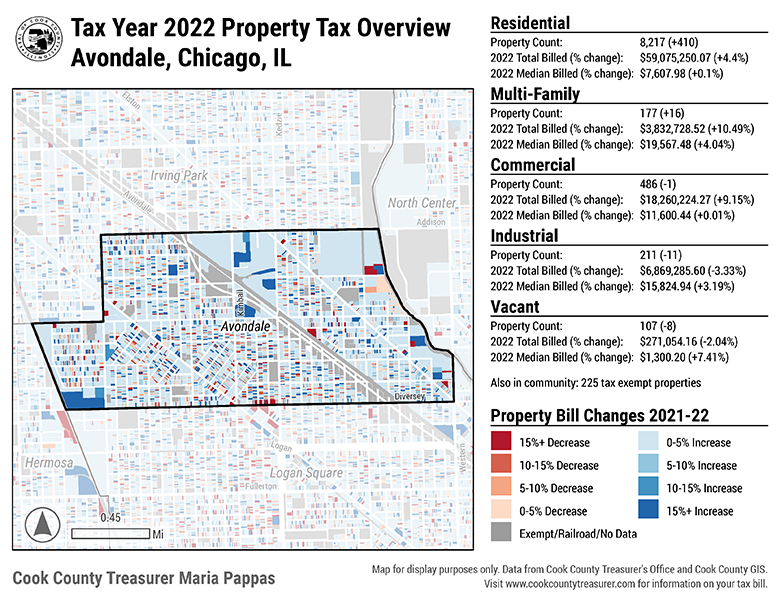 Tax Year 2022 Property Tax Overview
Avondale, Chicago, IL
Elston
Kedzie
Irving Park
Avondale
North Center
Addison
Kimball
Avondale
Diversey
Logan
Hermosa
Logan Square
Fullerton
Western
0.45
Mi
Residential
Property Count: 8,217 (+410)
2022 Total Billed (% change): $59,075,250.07 (+4.4%)
2022 Median Billed (% change): $7,607.98 (+0.1%)
Multi-Family
Property Count: 177 (+16)
2022 Total Billed (% change): $3,832,728.52 (+10.49%)
2022 Median Billed (% change): $19,567.48 (+4.04%)
Commercial
Property Count: 486 (-1)
2022 Total Billed (% change): $18,260,224.27 (+9.15%)
2022 Median Billed (% change): $11,600.44 (+0.01%)
Industrial
Property Count: 211 (-11)
2022 Total Billed (% change): $6,869,285.60 (-3.33%)
2022 Median Billed (% change): $15,824.94 (+3.19%)
Vacant
Property Count: 107 (-8)
2022 Total Billed (% change): $271,054.16 (-2.04%)
2022 Median Billed (% change): $1,300.20 (+7.41%)
Also in community: 225 tax exempt properties
Property Bill Changes 2021-22
15%+ Decrease
0-5% Increase
10-15% Decrease
5-10% Increase
5-10% Decrease
10-15% Increase
0-5% Decrease
15%+ Increase
Exempt/Railroad/No Data
Cook County Treasurer Maria Pappas
Map for display purposes only. Data from Cook County Treasurer's Office and Cook County GIS.
Visit www.cookcountytreasurer.com for information on your tax bill.